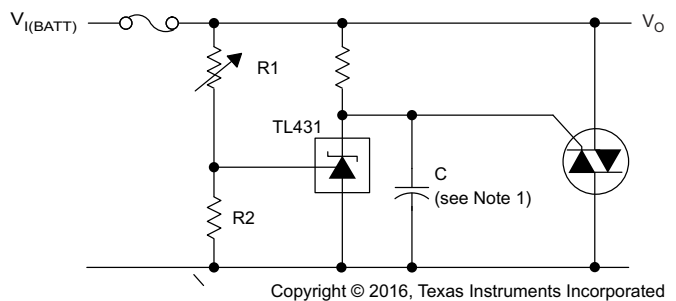 V_I(BATT)
V_O
R1
TL431
C
(see Note 1)
R2
Copyright © 2016, Texas Instruments Incorporated